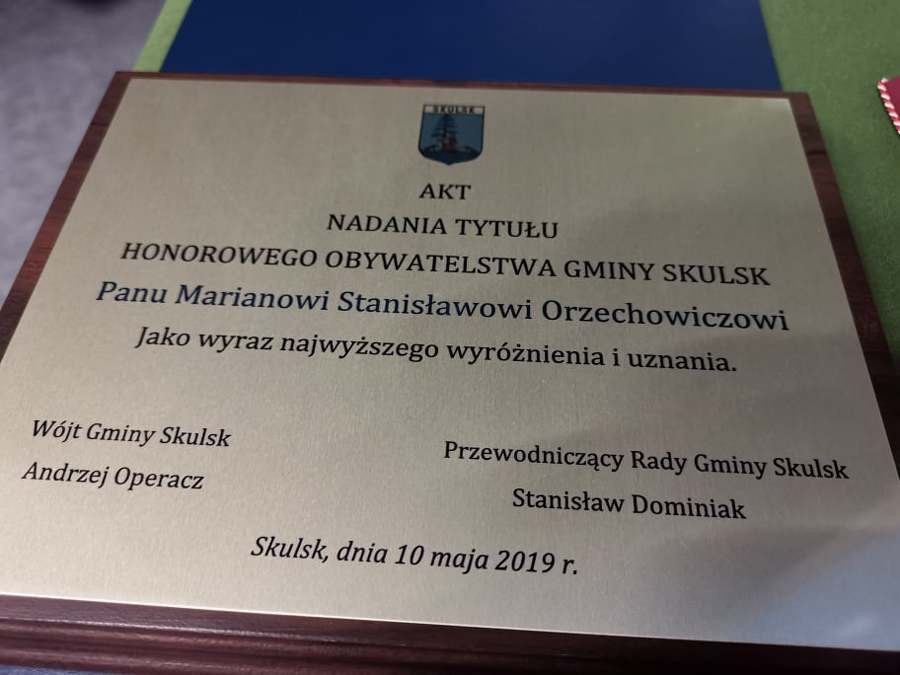 SKULSK
AKT
NADANIA TYTUŁU
HONOROWEGO OBYWATELSTWA GMINY SKULSK
Panu Marianowi Stanisławowi Orzechowiczowi
Jako wyraz najwyższego wyróżnienia i uznania.
Wójt Gminy Skulsk
Andrzej Operacz
Przewodniczący Rady Gminy Skulsk
Stanisław Dominiak
Skulsk, dnia 10 maja 2019 r.